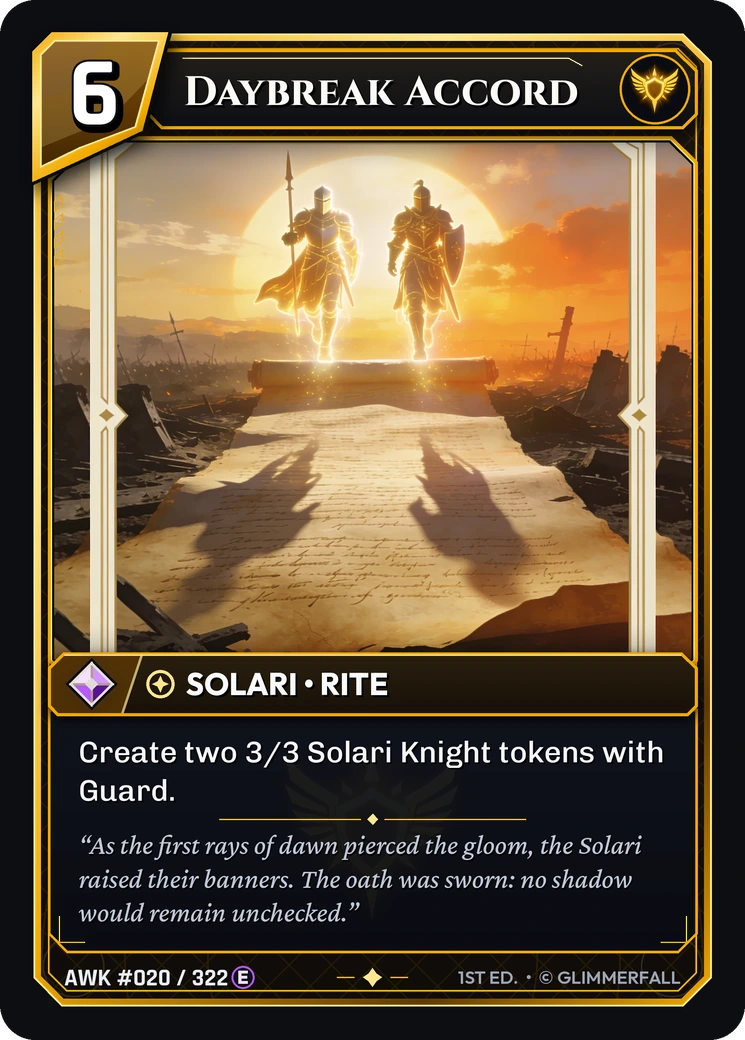 6
DAYBREAK ACCORD
SOLARI • RITE
Create two 3/3 Solari Knight tokens with
Guard.
“As the first rays of dawn pierced the gloom, the Solari
raised their banners. The oath was sworn: no shadow
would remain unchecked.”
AWK #020 / 322 E
1ST ED. • © GLIMMERFALL